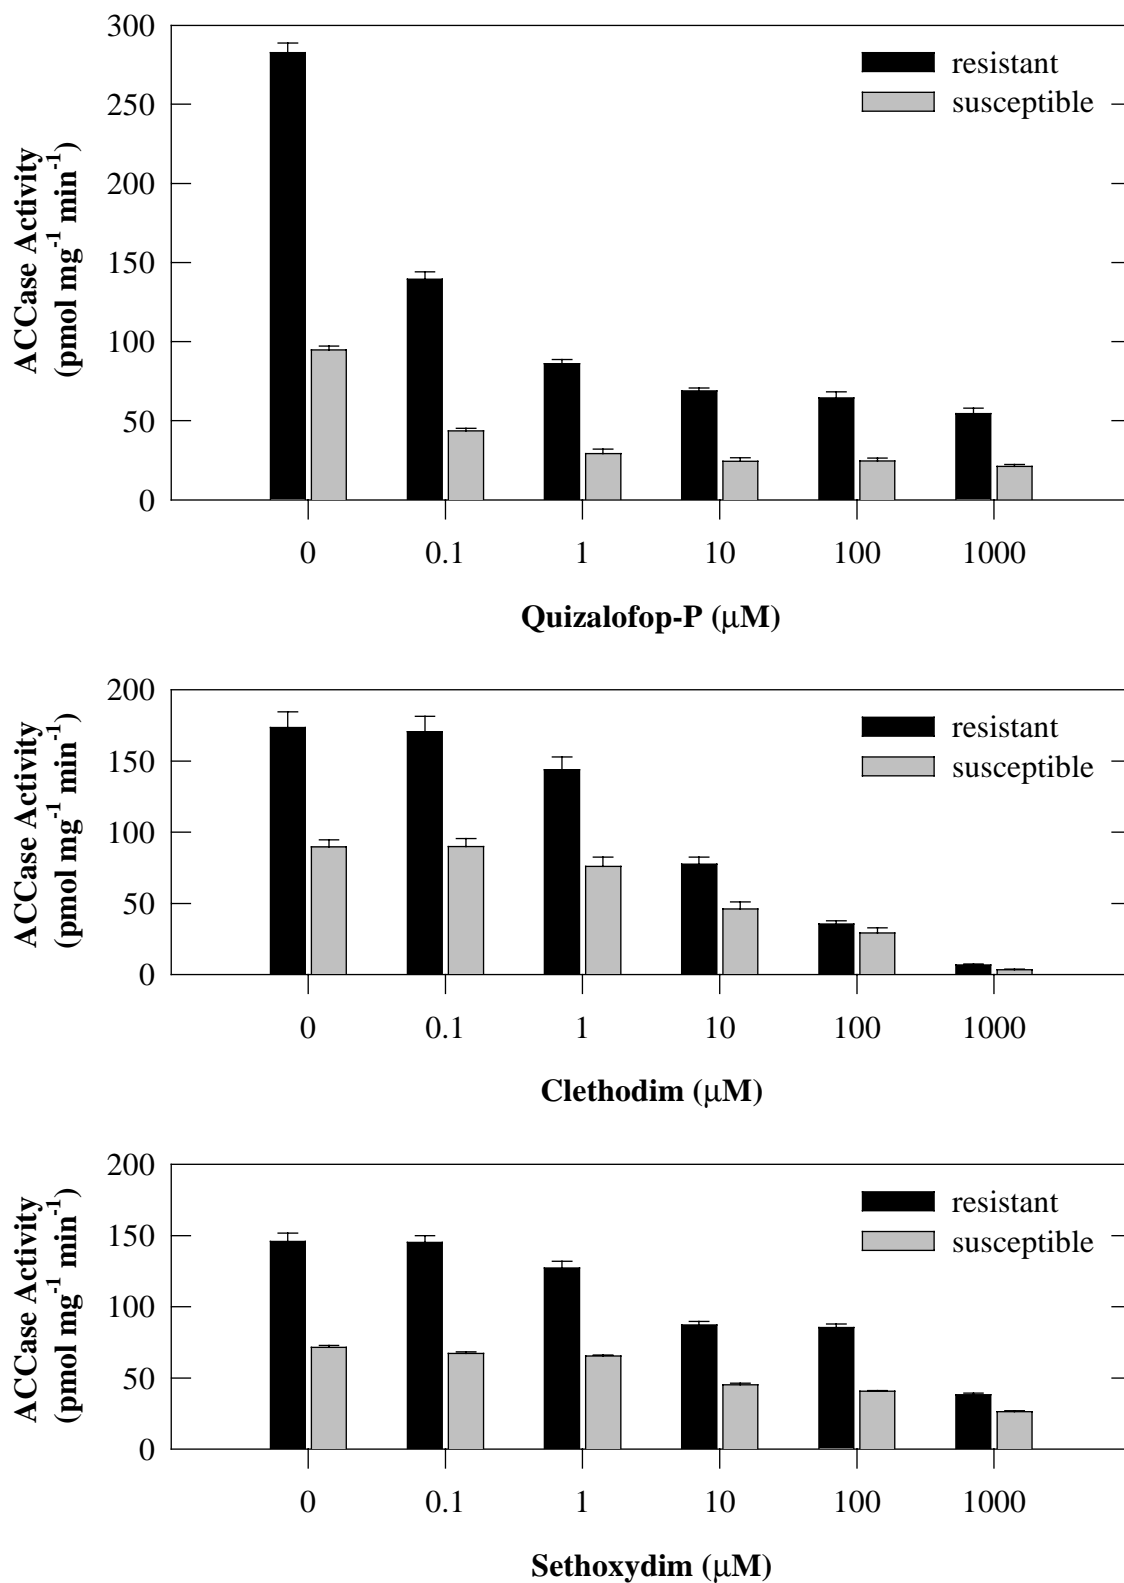 300
250
200
150
100
50
0
ACCase Activity
(pmol mg⁻¹ min⁻¹)
resistant
susceptible
0 0.1 1 10 100 1000
Quizalofop-P (μM)
200
150
100
50
0
ACCase Activity
(pmol mg⁻¹ min⁻¹)
resistant
susceptible
0 0.1 1 10 100 1000
Clethodim (μM)
200
150
100
50
0
ACCase Activity
(pmol mg⁻¹ min⁻¹)
resistant
susceptible
0 0.1 1 10 100 1000
Sethoxydim (μM)